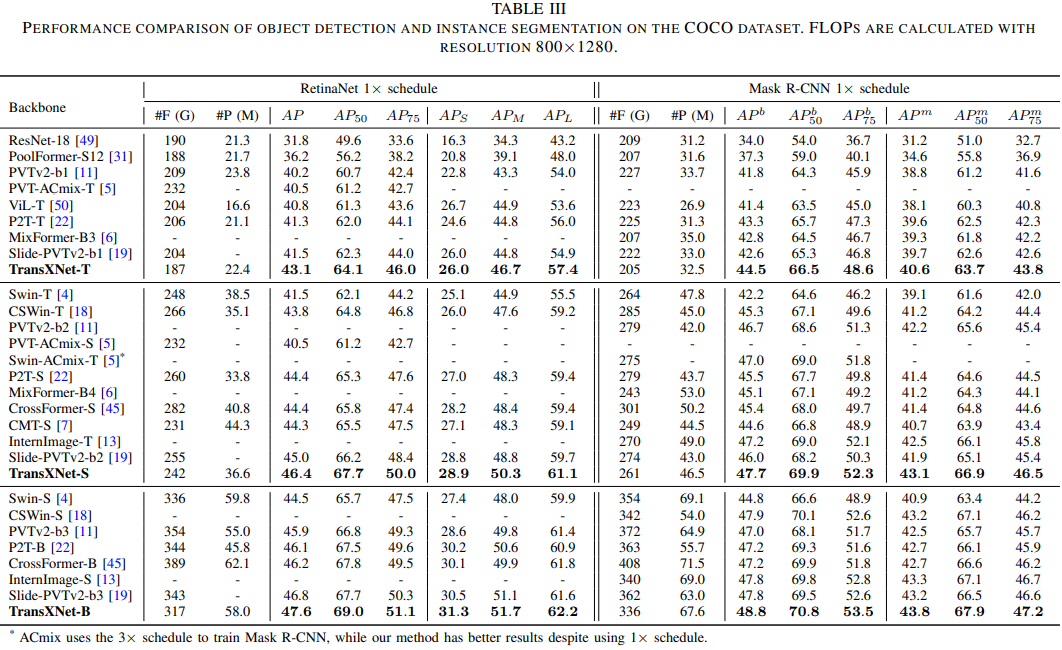 TABLE III
PERFORMANCE COMPARISON OF OBJECT DETECTION AND INSTANCE SEGMENTATION ON THE COCO DATASET. FLOPS ARE CALCULATED WITH
RESOLUTION 800×1280.
Backbone RetinaNet 1× schedule Mask R-CNN 1× schedule
#F (G) #P (M) AP AP50 AP75 APS APM APL #F (G) #P (M) AP^b AP^b_50 AP^b_75 AP^m AP^m_50 AP^m_75
ResNet-18 [49] 190 21.3 31.8 49.6 33.6 16.3 34.3 43.2 209 31.2 34.0 54.0 36.7 31.2 51.0 32.7
PoolFormer-S12 [31] 188 21.7 36.2 56.2 38.2 20.8 39.1 48.0 207 31.6 37.3 59.0 40.1 34.6 55.8 36.9
PVTv2-b1 [11] 209 23.8 40.2 60.7 42.4 22.8 43.3 54.0 227 33.7 41.8 64.3 45.9 38.8 61.2 41.6
PVT-ACmix-T [5] 232 - 40.5 61.2 42.7 - - - - - - - - - - -
ViL-T [50] 204 16.6 40.8 61.3 43.6 26.7 44.9 53.6 223 26.9 41.4 63.5 45.0 38.1 60.3 40.8
P2T-T [22] 206 21.1 41.3 62.0 44.1 24.6 44.8 56.0 225 31.3 43.3 65.7 47.3 39.6 62.5 42.3
MixFormer-B3 [6] - - - - - - - - 207 35.0 42.8 64.5 46.7 39.3 61.8 42.2
Slide-PVTv2-b1 [19] 204 - 41.5 62.3 44.0 26.0 44.8 54.9 222 33.0 42.6 65.3 46.8 39.7 62.6 42.6
TransXNet-T 187 22.4 43.1 64.1 46.0 26.0 46.7 57.4 205 32.5 44.5 66.5 48.6 40.6 63.7 43.8
Swin-T [4] 248 38.5 41.5 62.1 44.2 25.1 44.9 55.5 264 47.8 42.2 64.6 46.2 39.1 61.6 42.0
CSWin-T [18] 266 35.1 43.8 64.8 46.8 26.0 47.6 59.2 285 45.0 45.3 67.1 49.6 41.2 64.2 44.4
PVTv2-b2 [11] - - - - - - - - 279 42.0 46.7 68.6 51.3 42.2 65.6 45.4
PVT-ACmix-S [5] 232 - 40.5 61.2 42.7 - - - - - - - - - - -
Swin-ACmix-T [5]* - - - - - - - - 275 - 47.0 69.0 51.8 - - -
P2T-S [22] 260 33.8 44.4 65.3 47.6 27.0 48.3 59.4 279 43.7 45.5 67.7 49.8 41.4 64.6 44.5
MixFormer-B4 [6] - - - - - - - - 243 53.0 45.1 67.1 49.2 41.2 64.3 44.1
CrossFormer-S [45] 282 40.8 44.4 65.8 47.4 28.2 48.4 59.4 301 50.2 45.4 68.0 49.7 41.4 64.8 44.6
CMT-S [7] 231 44.3 44.3 65.5 47.5 27.1 48.3 59.1 249 44.5 44.6 66.8 48.9 40.7 63.9 43.4
InternImage-T [13] - - - - - - - - 270 49.0 47.2 69.0 52.1 42.5 66.1 45.8
Slide-PVTv2-b2 [19] 255 - 45.0 66.2 48.4 28.8 48.8 59.7 274 43.0 46.0 68.2 50.3 41.9 65.1 45.4
TransXNet-S 242 36.6 46.4 67.7 50.0 28.9 50.3 61.1 261 46.5 47.7 69.9 52.3 43.1 66.9 46.5
Swin-S [4] 336 59.8 44.5 65.7 47.5 27.4 48.0 59.9 354 69.1 44.8 66.6 48.9 40.9 63.4 44.2
CSWin-S [18] - - - - - - - - 342 54.0 47.9 70.1 52.6 43.2 67.1 46.2
PVTv2-b3 [11] 354 55.0 45.9 66.8 49.3 28.6 49.8 61.4 372 64.9 47.0 68.1 51.7 42.5 65.7 45.7
P2T-B [22] 344 45.8 46.1 67.5 49.6 30.2 50.6 60.9 363 55.7 47.2 69.3 51.6 42.7 66.1 45.9
CrossFormer-B [45] 389 62.1 46.2 67.8 49.5 30.1 49.9 61.8 408 71.5 47.2 69.9 51.8 42.7 66.6 46.2
InternImage-S [13] - - - - - - - - 340 69.0 47.8 69.8 52.8 43.3 67.1 46.7
Slide-PVTv2-b3 [19] 343 - 46.8 67.7 50.3 30.5 51.1 61.6 362 63.0 47.8 69.5 52.6 43.2 66.5 46.6
TransXNet-B 317 58.0 47.6 69.0 51.1 31.3 51.7 62.2 336 67.6 48.8 70.8 53.5 43.8 67.9 47.2
* ACmix uses the 3× schedule to train Mask R-CNN, while our method has better results despite using 1× schedule.